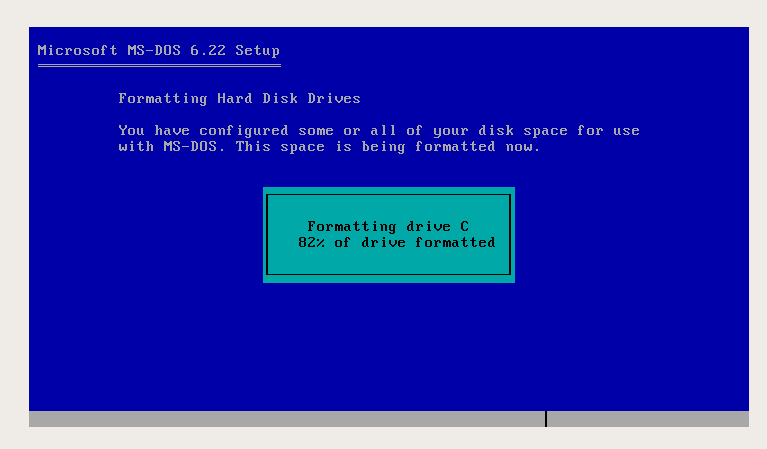 Microsoft MS-DOS 6.22 Setup
Formatting Hard Disk Drives
You have configured some or all of your disk space for use
with MS-DOS. This space is being formatted now.
Formatting drive C
82% of drive formatted